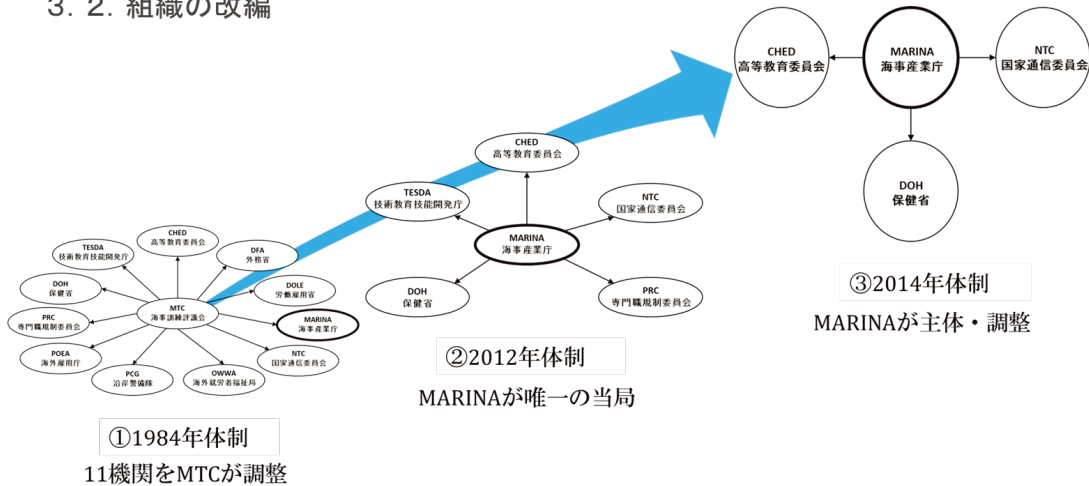 3. 2. 組織の改編
CHED
高等教育委員会
MARINA
海事産業庁
NTC
国家通信委員会
DOH
保健省
③2014年体制
MARINAが主体・調整
CHED
高等教育委員会
TESDA
技術教育技能開発庁
NTC
国家通信委員会
MARINA
海事産業庁
DOH
保健省
PRC
専門職規制委員会
②2012年体制
MARINAが唯一の当局
CHED
高等教育委員会
TESDA
技術教育技能開発庁
DFA
外務省
DOH
保健省
DOLE
労働雇用省
MTC
海事訓練評議会
PRC
専門職規制委員会
MARINA
海事産業庁
POEA
海外雇用庁
NTC
国家通信委員会
PCG
沿岸警備隊
OWWA
海外就労者福祉局
①1984年体制
11機関をMTCが調整